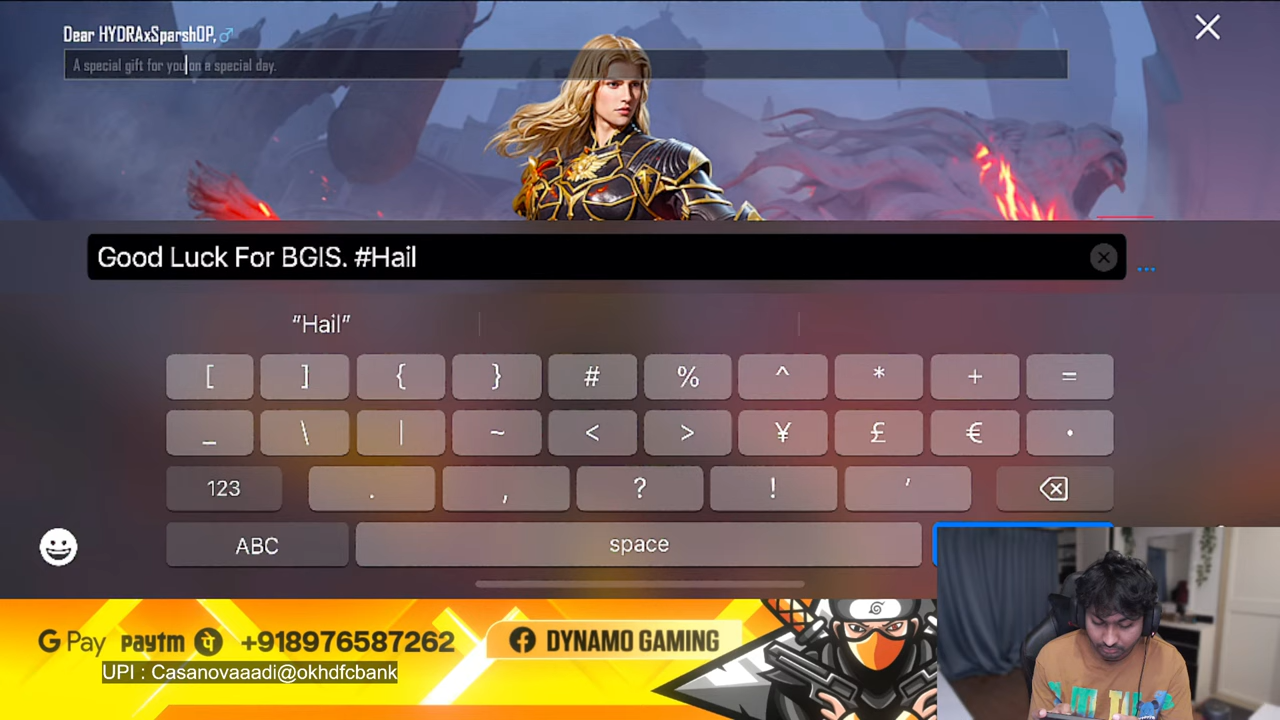 Dear HYDRAxSparshOP,♂
A special gift for you on a special day.
Good Luck For BGIS. #Hail
...
“Hail”
[ ] { } # % ^ * + =
_ \ | ~ < > ¥ £ € •
123 . , ? ! '
ABC space
G Pay paytm पे +918976587262 DYNAMO GAMING
UPI : Casanovaaadi@okhdfcbank